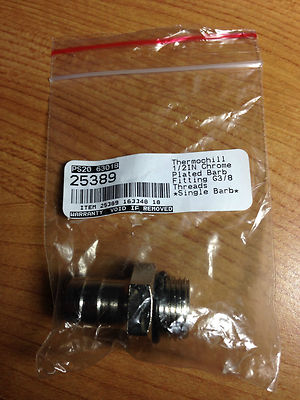 PS20 63018
25389
ITEM 25389 163348 18
WARRANTY VOID IF REMOVED
Thermochill
1/2IN Chrome
Plated Barb
Fitting G3/8
Threads
*Single Barb*